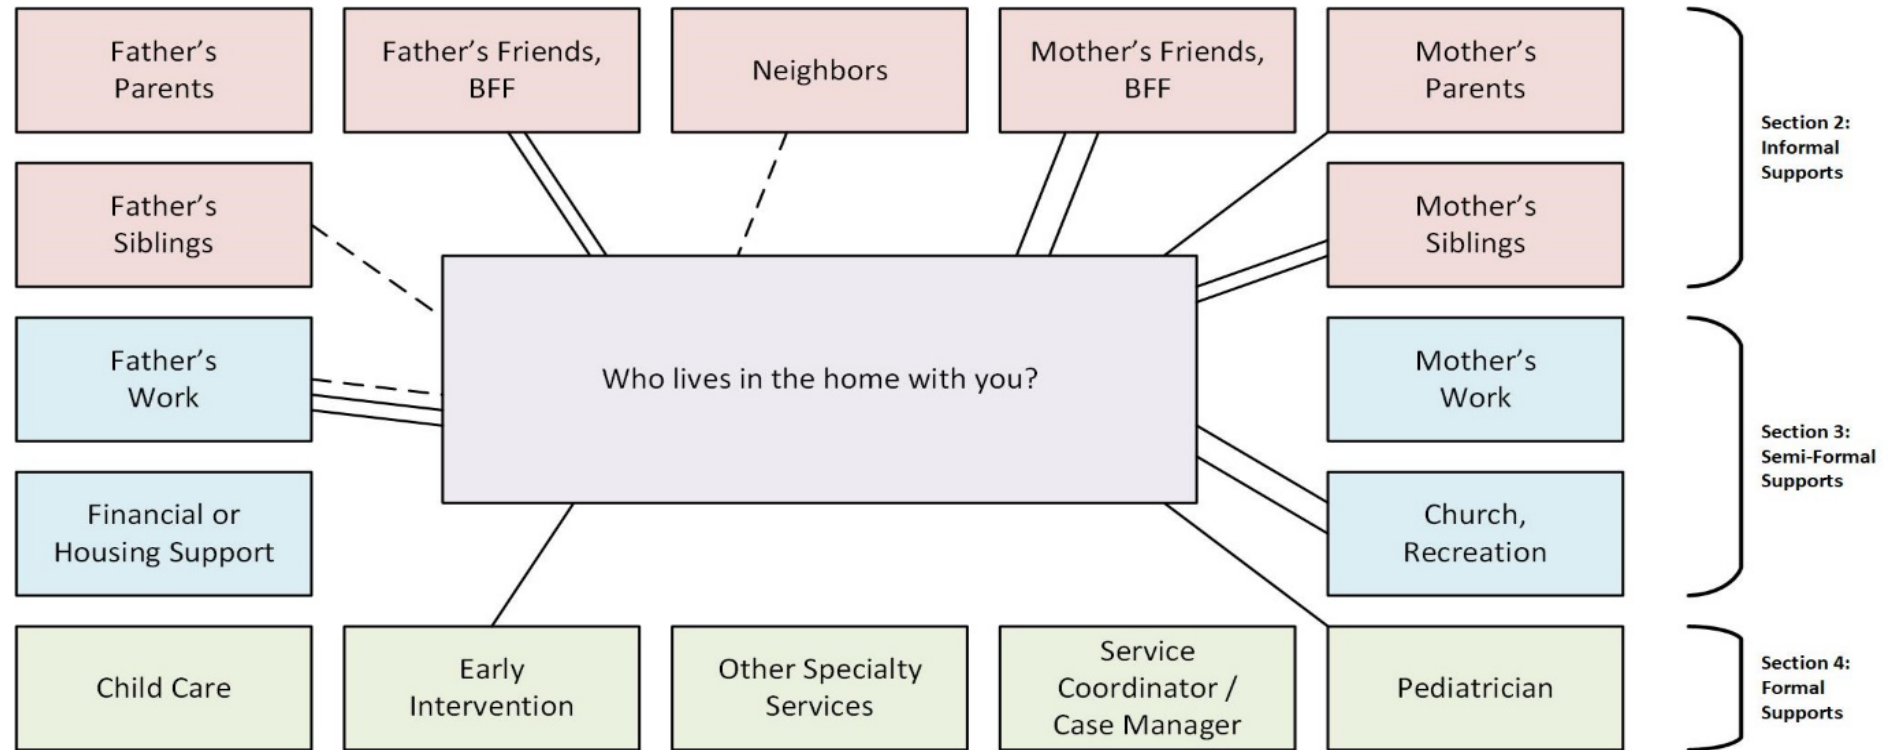 Father’s
Parents
Father’s Friends,
BFF
Neighbors
Mother’s Friends,
BFF
Mother’s
Parents
Section 2:
Informal
Supports
Father’s
Siblings
Mother’s
Siblings
Father’s
Work
Who lives in the home with you?
Mother’s
Work
Section 3:
Semi-Formal
Supports
Financial or
Housing Support
Church,
Recreation
Child Care
Early
Intervention
Other Specialty
Services
Service
Coordinator /
Case Manager
Pediatrician
Section 4:
Formal
Supports